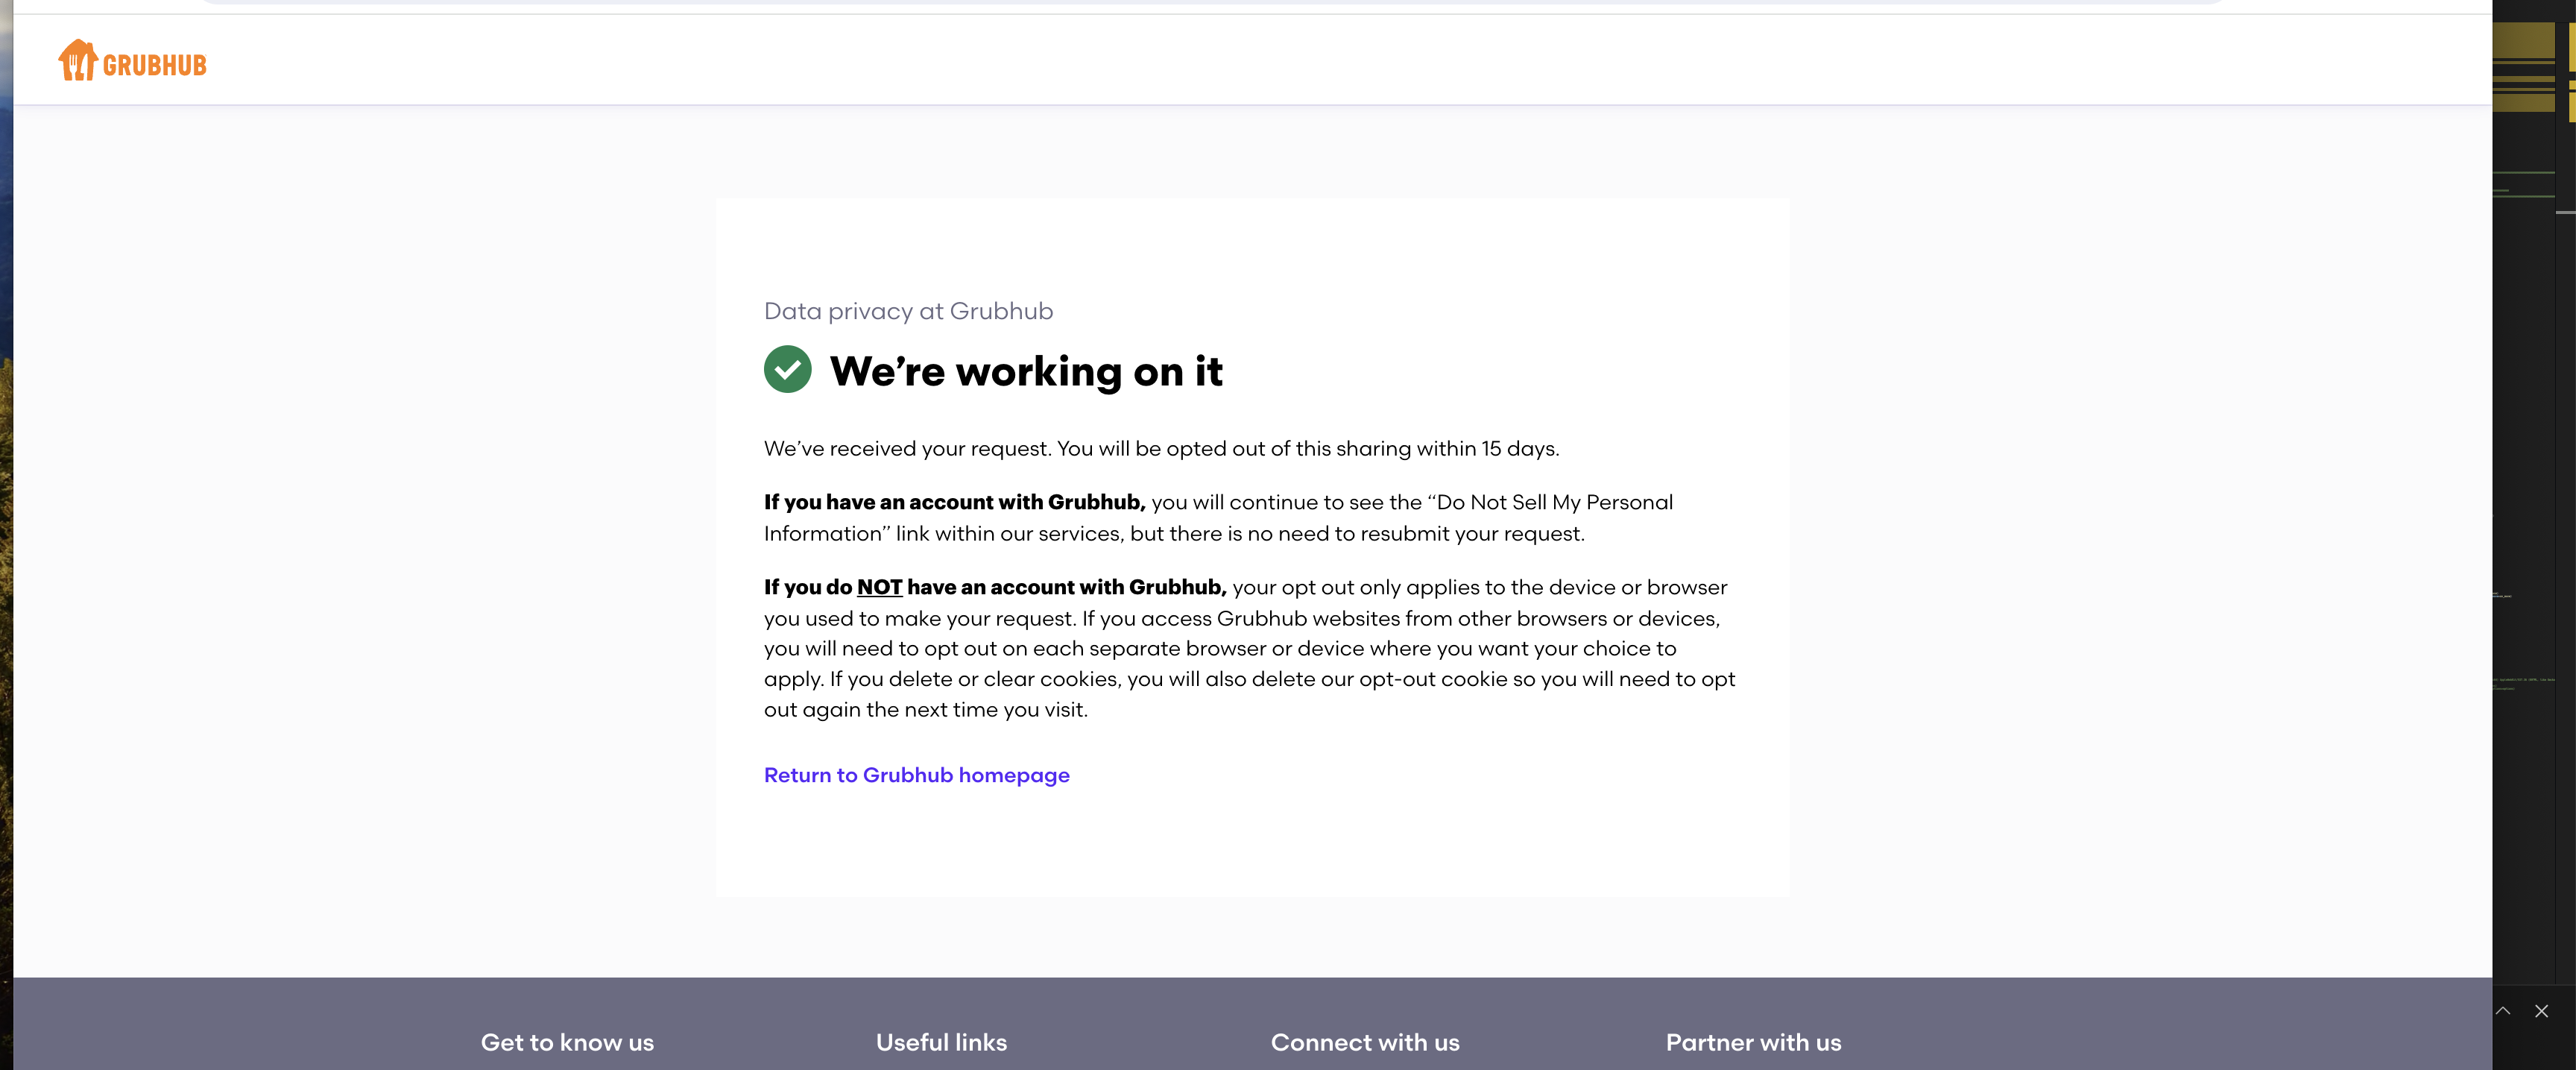 GRUBHUB
Data privacy at Grubhub
We’re working on it
We’ve received your request. You will be opted out of this sharing within 15 days.
If you have an account with Grubhub, you will continue to see the “Do Not Sell My Personal
Information” link within our services, but there is no need to resubmit your request.
If you do NOT have an account with Grubhub, your opt out only applies to the device or browser
you used to make your request. If you access Grubhub websites from other browsers or devices,
you will need to opt out on each separate browser or device where you want your choice to
apply. If you delete or clear cookies, you will also delete our opt-out cookie so you will need to opt
out again the next time you visit.
Return to Grubhub homepage
Get to know us
Useful links
Connect with us
Partner with us